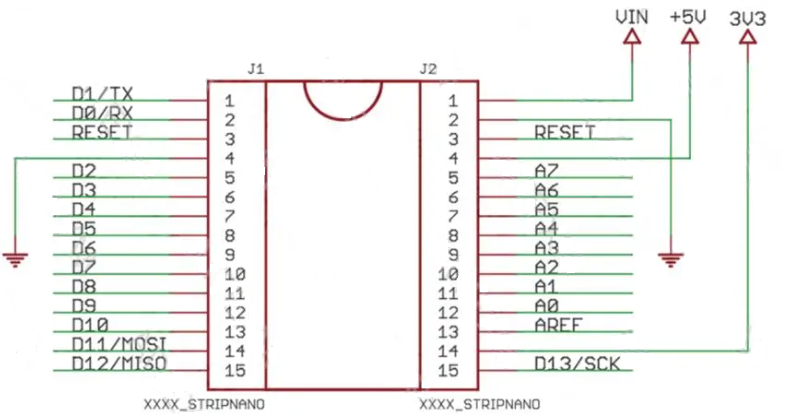 VIN +5V 3V3
J1 J2
D1/TX 1 1
D0/RX 2 2
RESET 3 3 RESET
4 4
D2 5 5 A7
D3 6 6 A6
D4 7 7 A5
D5 8 8 A4
D6 9 9 A3
D7 10 10 A2
D8 11 11 A1
D9 12 12 A0
D10 13 13 AREF
D11/MOSI 14 14
D12/MISO 15 15 D13/SCK
XXXX_STRIPNANO XXXX_STRIPNANO